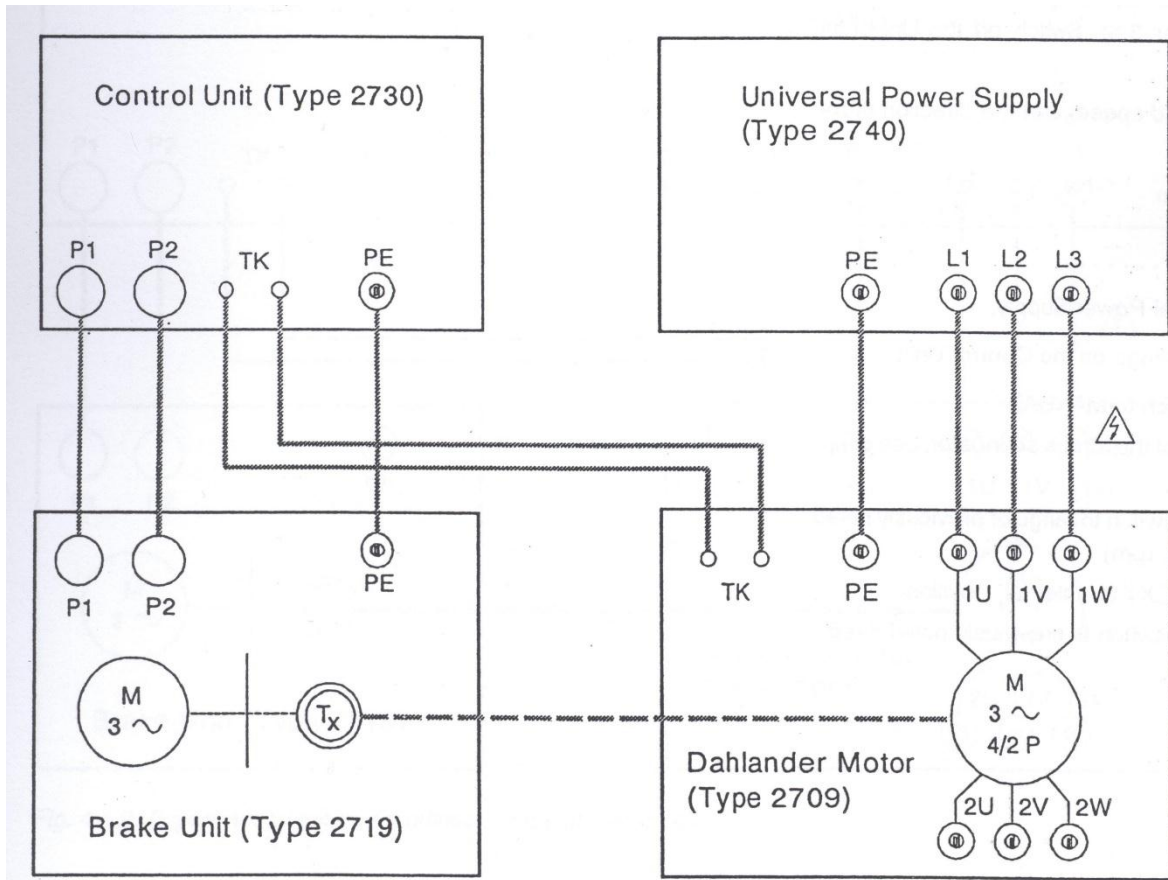 Control Unit (Type 2730)
P1 P2 TK PE
Universal Power Supply
(Type 2740)
PE L1 L2 L3
P1 P2 PE
M
3 ~
Tx
Brake Unit (Type 2719)
TK PE 1U 1V 1W
M
3 ~
4/2 P
Dahlander Motor
(Type 2709)
2U 2V 2W